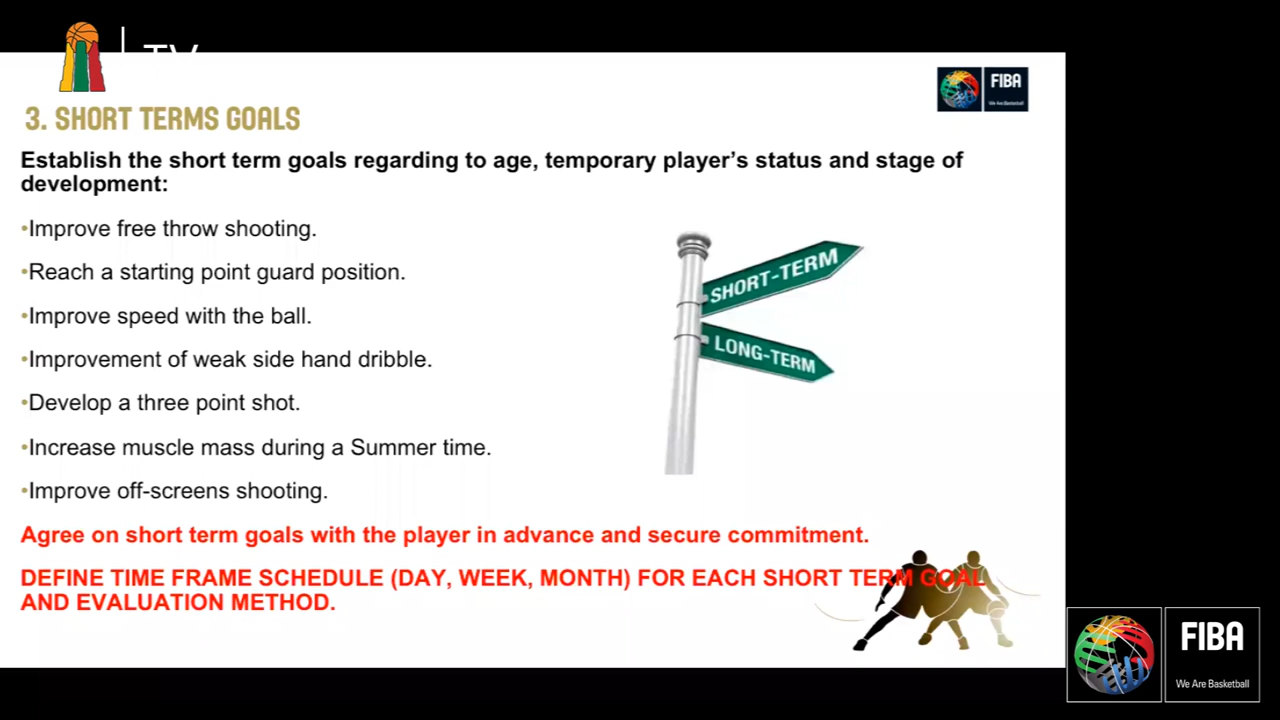 TV
FIBA
We Are Basketball
3. SHORT TERMS GOALS
Establish the short term goals regarding to age, temporary player's status and stage of
development:
•Improve free throw shooting.
•Reach a starting point guard position.
•Improve speed with the ball.
•Improvement of weak side hand dribble.
•Develop a three point shot.
•Increase muscle mass during a Summer time.
•Improve off-screens shooting.
SHORT-TERM
LONG-TERM
Agree on short term goals with the player in advance and secure commitment.
DEFINE TIME FRAME SCHEDULE (DAY, WEEK, MONTH) FOR EACH SHORT TERM GOAL
AND EVALUATION METHOD.
FIBA
We Are Basketball